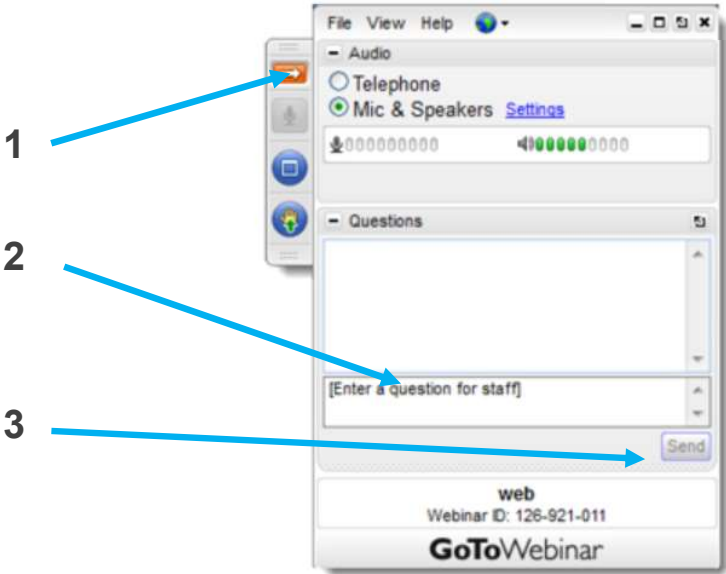 File View Help
Audio
1
Telephone
Mic & Speakers Settings
2
Questions
[Enter a question for staff]
3
Send
web
Webinar ID: 126-921-011
GoToWebinar